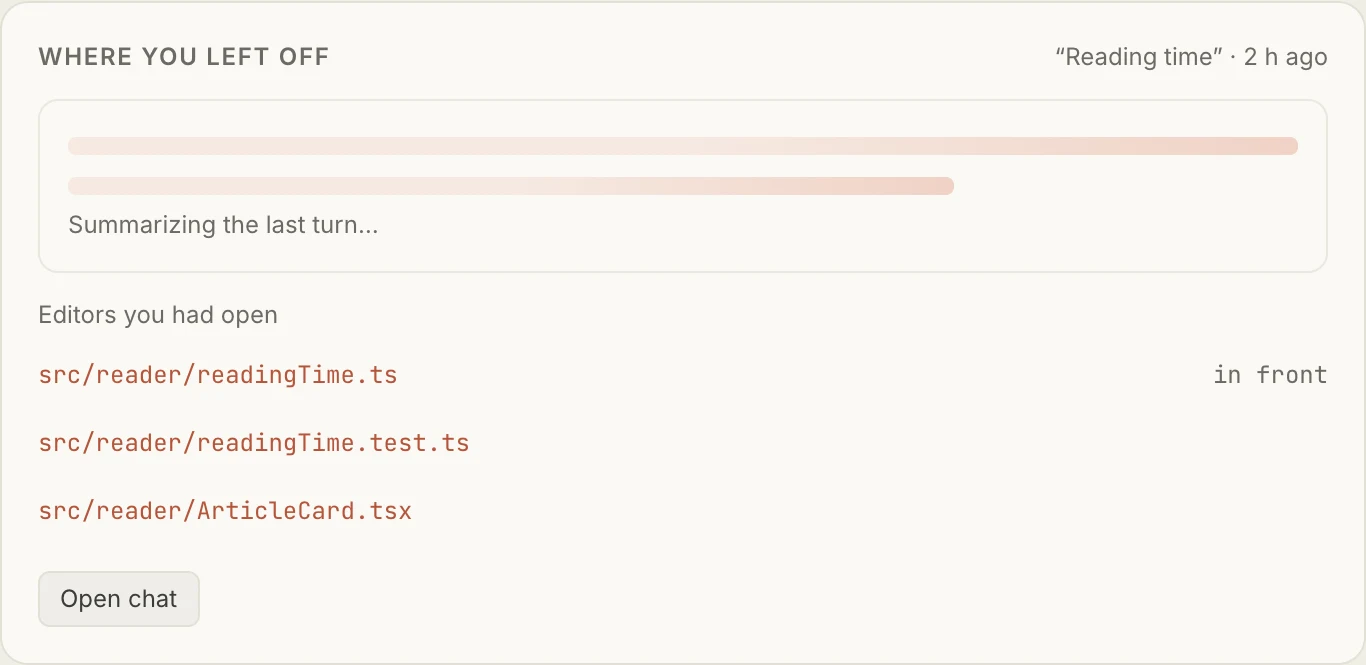 WHERE YOU LEFT OFF
“Reading time” · 2 h ago
Summarizing the last turn…
Editors you had open
src/reader/readingTime.ts
in front
src/reader/readingTime.test.ts
src/reader/ArticleCard.tsx
Open chat